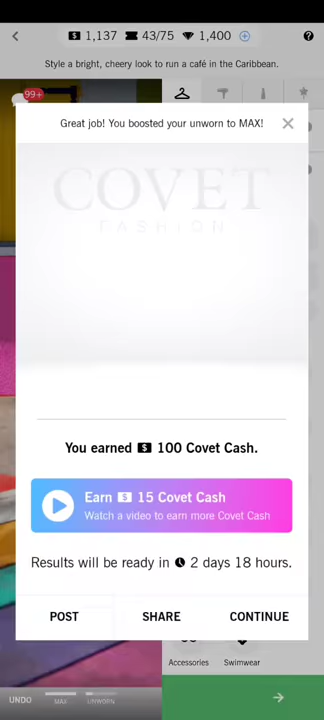 1,137 43/75 1,400
Style a bright, cheery look to run a café in the Caribbean.
99+
Great job! You boosted your unworn to MAX!
COVET
FASHION
You earned 100 Covet Cash.
Earn 15 Covet Cash
Watch a video to earn more Covet Cash
Results will be ready in 2 days 18 hours.
POST SHARE CONTINUE
Accessories Swimwear
UNDO MAX UNWORN